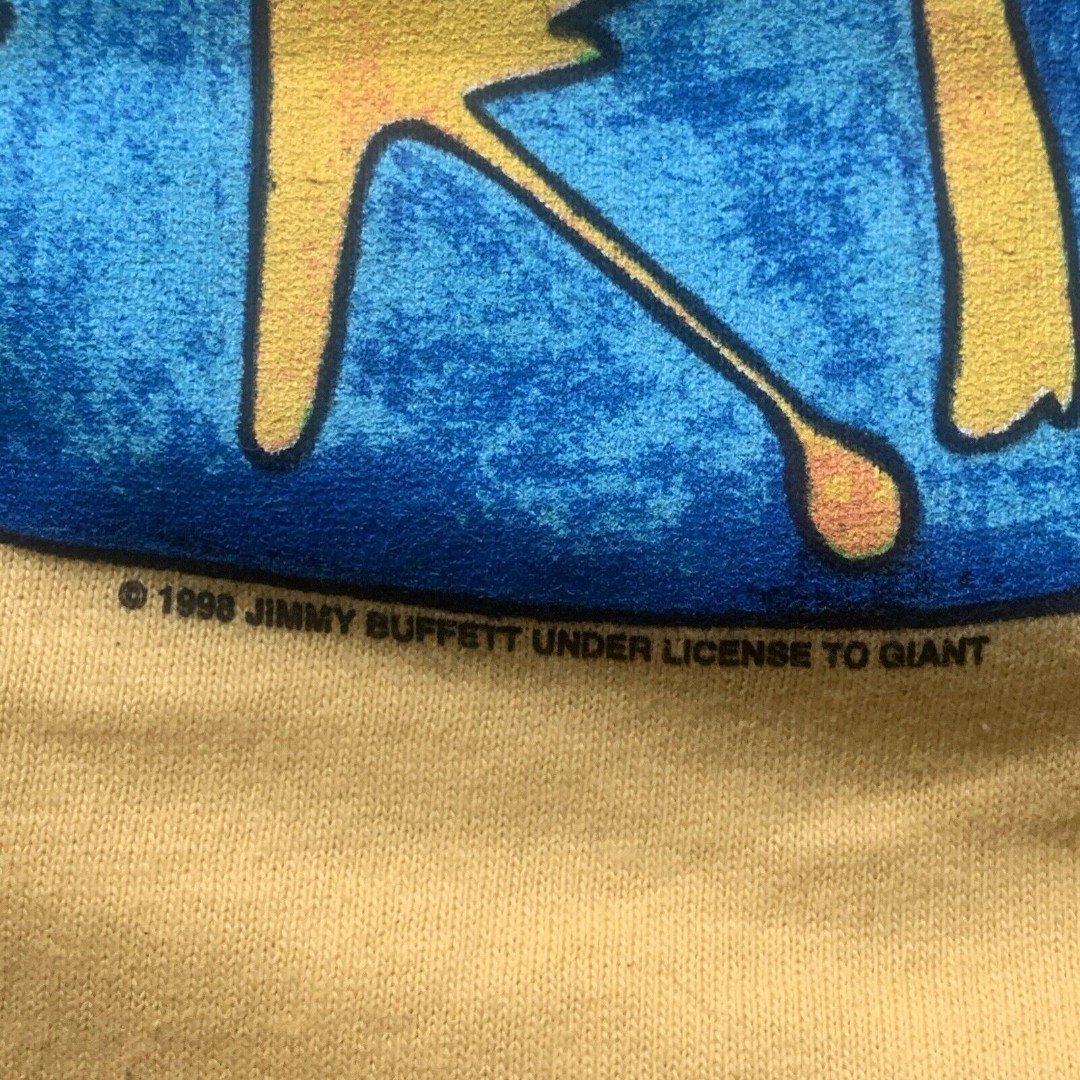 © 1998 JIMMY BUFFETT UNDER LICENSE TO GIANT